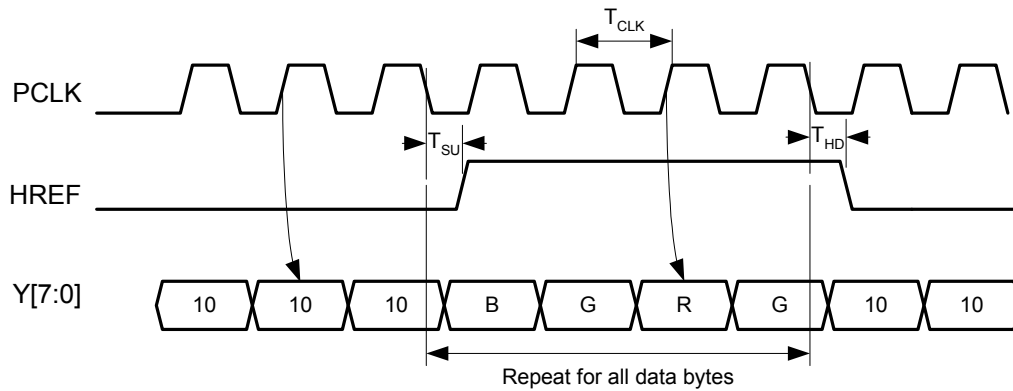 T_CLK
PCLK
T_SU
T_HD
HREF
Y[7:0]
10 10 10 B G R G 10 10
Repeat for all data bytes